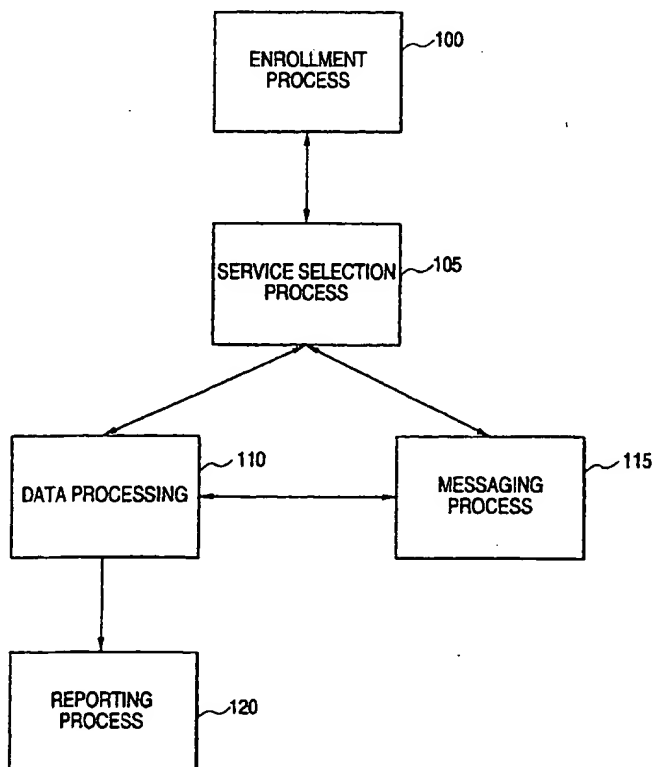 ENROLLMENT
PROCESS
100
SERVICE SELECTION
PROCESS
105
DATA PROCESSING
110
MESSAGING
PROCESS
115
REPORTING
PROCESS
120